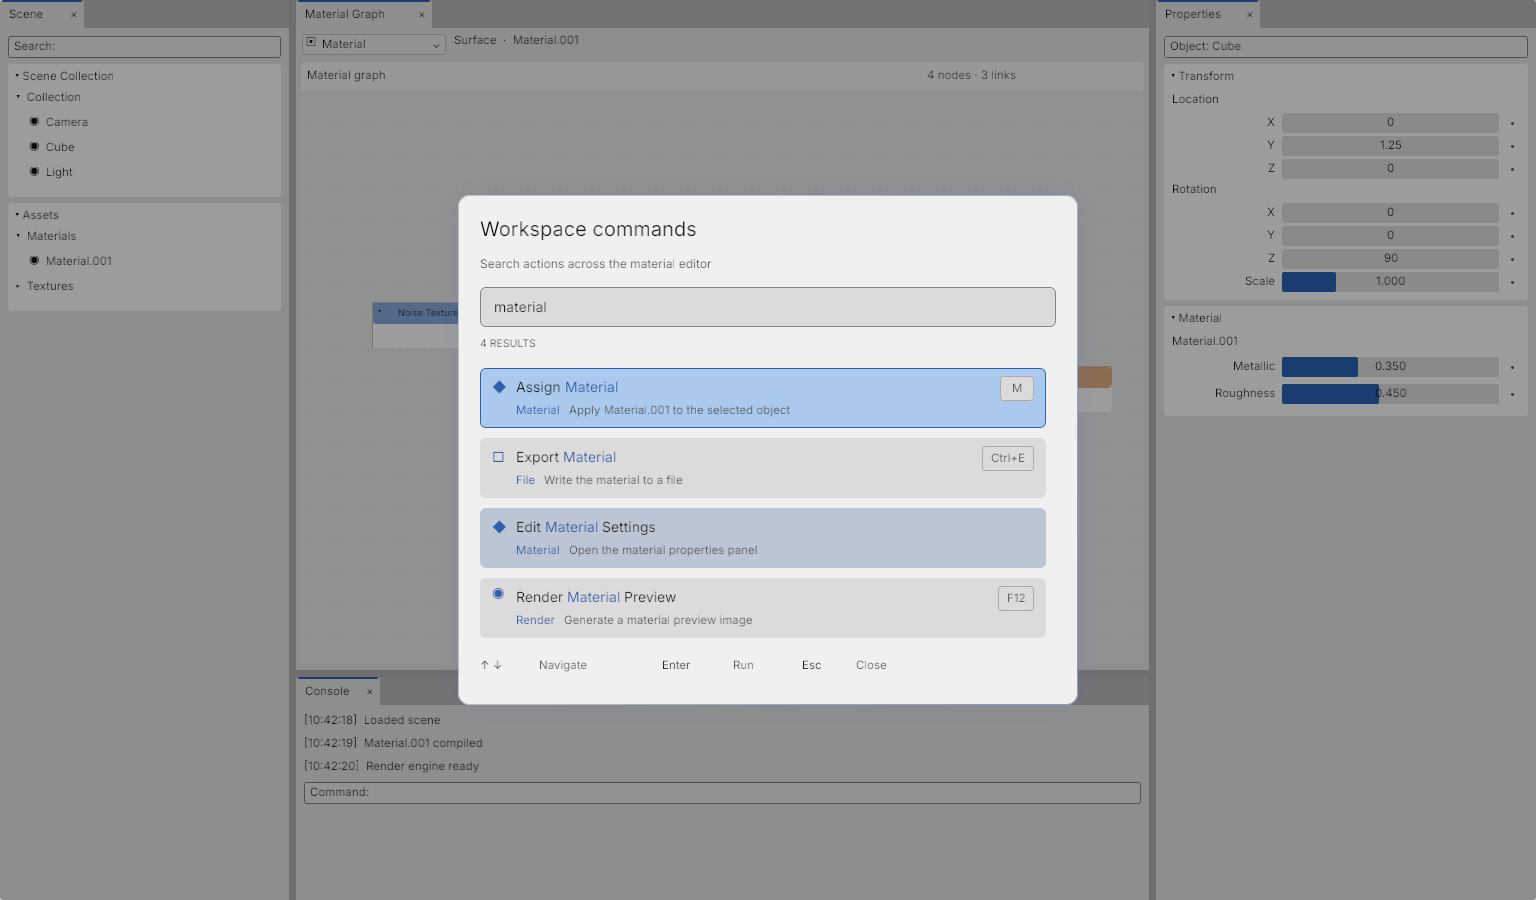 Scene ×
Search:
Scene Collection
Collection
Camera
Cube
Light
Assets
Materials
Material.001
Textures
Material Graph ×
Material
Surface · Material.001
Material graph
4 nodes · 3 links
Noise Texture
Workspace commands
Search actions across the material editor
material
4 RESULTS
Assign Material
M
Material Apply Material.001 to the selected object
Export Material
Ctrl+E
File Write the material to a file
Edit Material Settings
Material Open the material properties panel
Render Material Preview
F12
Render Generate a material preview image
↑ ↓ Navigate Enter Run Esc Close
Console ×
[10:42:18] Loaded scene
[10:42:19] Material.001 compiled
[10:42:20] Render engine ready
Command:
Properties ×
Object: Cube
Transform
Location
X 0
Y 1.25
Z 0
Rotation
X 0
Y 0
Z 90
Scale 1.000
Material
Material.001
Metallic 0.350
Roughness 0.450